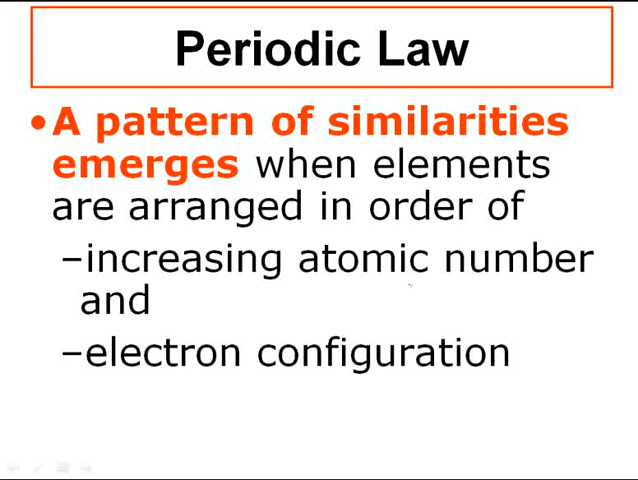 Periodic Law
•A pattern of similarities
emerges when elements
are arranged in order of
–increasing atomic number
and
–electron configuration